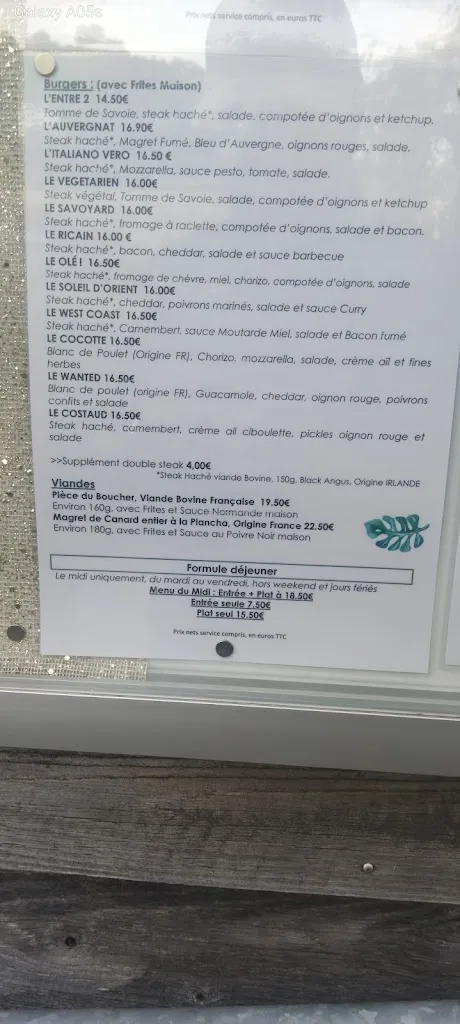 Galaxy A05s
Prix nets service compris, en euros TTC
Burgers : (avec Frites Maison)
L'ENTRE 2 14.50€
Tomme de Savoie, steak haché*, salade, compotée d'oignons et ketchup.
L'AUVERGNAT 16.90€
Steak haché*, Magret Fumé, Bleu d'Auvergne, oignons rouges, salade.
L'ITALIANO VERO 16.50 €
Steak haché*, Mozzarella, sauce pesto, tomate, salade.
LE VEGETARIEN 16.00€
Steak végétal, Tomme de Savoie, salade, compotée d'oignons et ketchup
LE SAVOYARD 16.00€
Steak haché*, fromage à raclette, compotée d'oignons, salade et bacon.
LE RICAIN 16.00 €
Steak haché*, bacon, cheddar, salade et sauce barbecue
LE OLÉ ! 16.50€
Steak haché*, fromage de chèvre, miel, chorizo, compotée d'oignons, salade
LE SOLEIL D'ORIENT 16.00€
Steak haché*, cheddar, poivrons marinés, salade et sauce Curry
LE WEST COAST 16.50€
Steak haché*, Camembert, sauce Moutarde Miel, salade et Bacon fumé
LE COCOTTE 16.50€
Blanc de Poulet (Origine FR), Chorizo, mozzarella, salade, crème ail et fines
herbes
LE WANTED 16.50€
Blanc de poulet (origine FR), Guacamole, cheddar, oignon rouge, poivrons
confits et salade
LE COSTAUD 16.50€
Steak haché, camembert, crème ail ciboulette, pickles oignon rouge et
salade
>>Supplément double steak 4,00€
*Steak Haché viande Bovine, 150g, Black Angus, Origine IRLANDE
Viandes
Pièce du Boucher, Viande Bovine Française 19.50€
Environ 160g, avec Frites et Sauce Normande maison
Magret de Canard entier à la Plancha, Origine France 22.50€
Environ 180g, avec Frites et Sauce au Poivre Noir maison
Formule déjeuner
Le midi uniquement, du mardi au vendredi, hors weekend et jours fériés
Menu du Midi : Entrée + Plat à 18.50€
Entrée seule 7.50€
Plat seul 15.50€
Prix nets service compris, en euros TTC